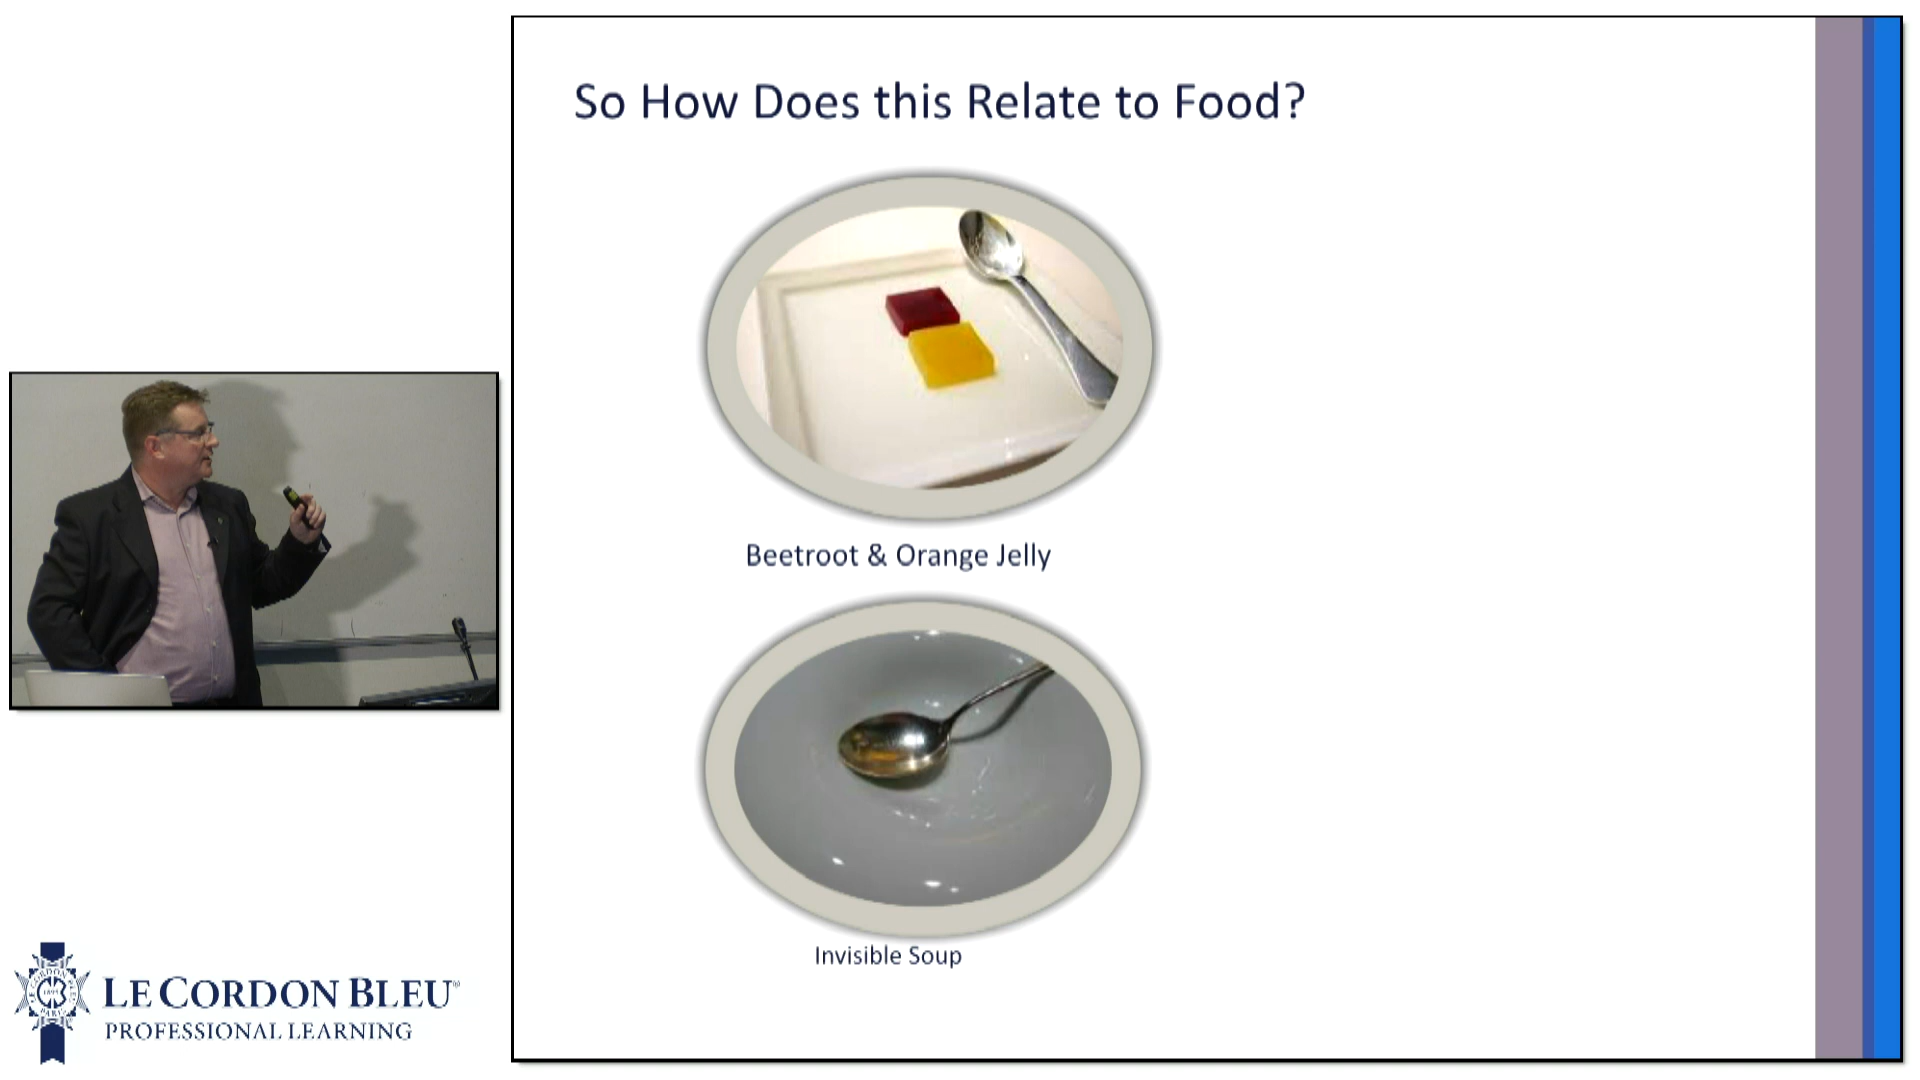 So How Does this Relate to Food?
Beetroot & Orange Jelly
Invisible Soup
LE CORDON BLEU®
PROFESSIONAL LEARNING